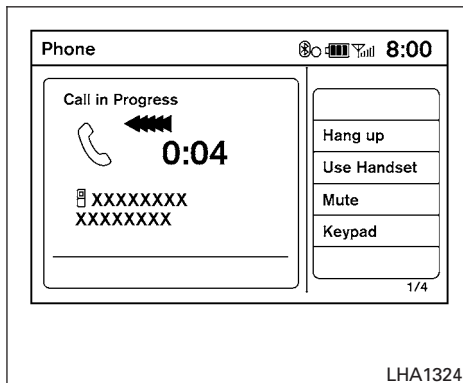 Phone 8:00
Call in Progress
0:04
XXXXXXXX
XXXXXXXX
Hang up
Use Handset
Mute
Keypad
1/4
LHA1324